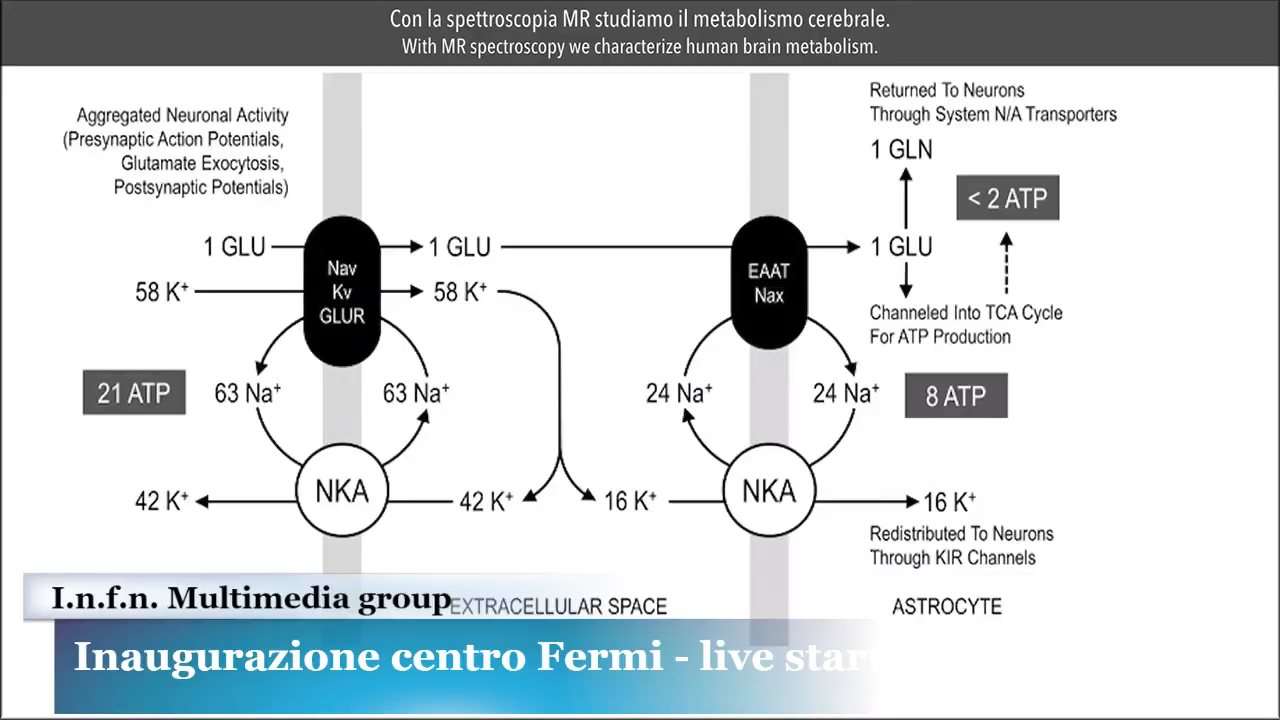 Con la spettroscopia MR studiamo il metabolismo cerebrale.
With MR spectroscopy we characterize human brain metabolism.
Aggregated Neuronal Activity
(Presynaptic Action Potentials,
Glutamate Exocytosis,
Postsynaptic Potentials)
Returned To Neurons
Through System N/A Transporters
1 GLN
< 2 ATP
1 GLU
1 GLU
1 GLU
Nav
Kv
GLUR
EAAT
Nax
58 K+
58 K+
Channeled Into TCA Cycle
For ATP Production
21 ATP
63 Na+
63 Na+
24 Na+
24 Na+
8 ATP
42 K+
NKA
42 K+
16 K+
NKA
16 K+
Redistributed To Neurons
Through KIR Channels
I.n.f.n. Multimedia group
EXTRACELLULAR SPACE
ASTROCYTE
Inaugurazione centro Fermi - live